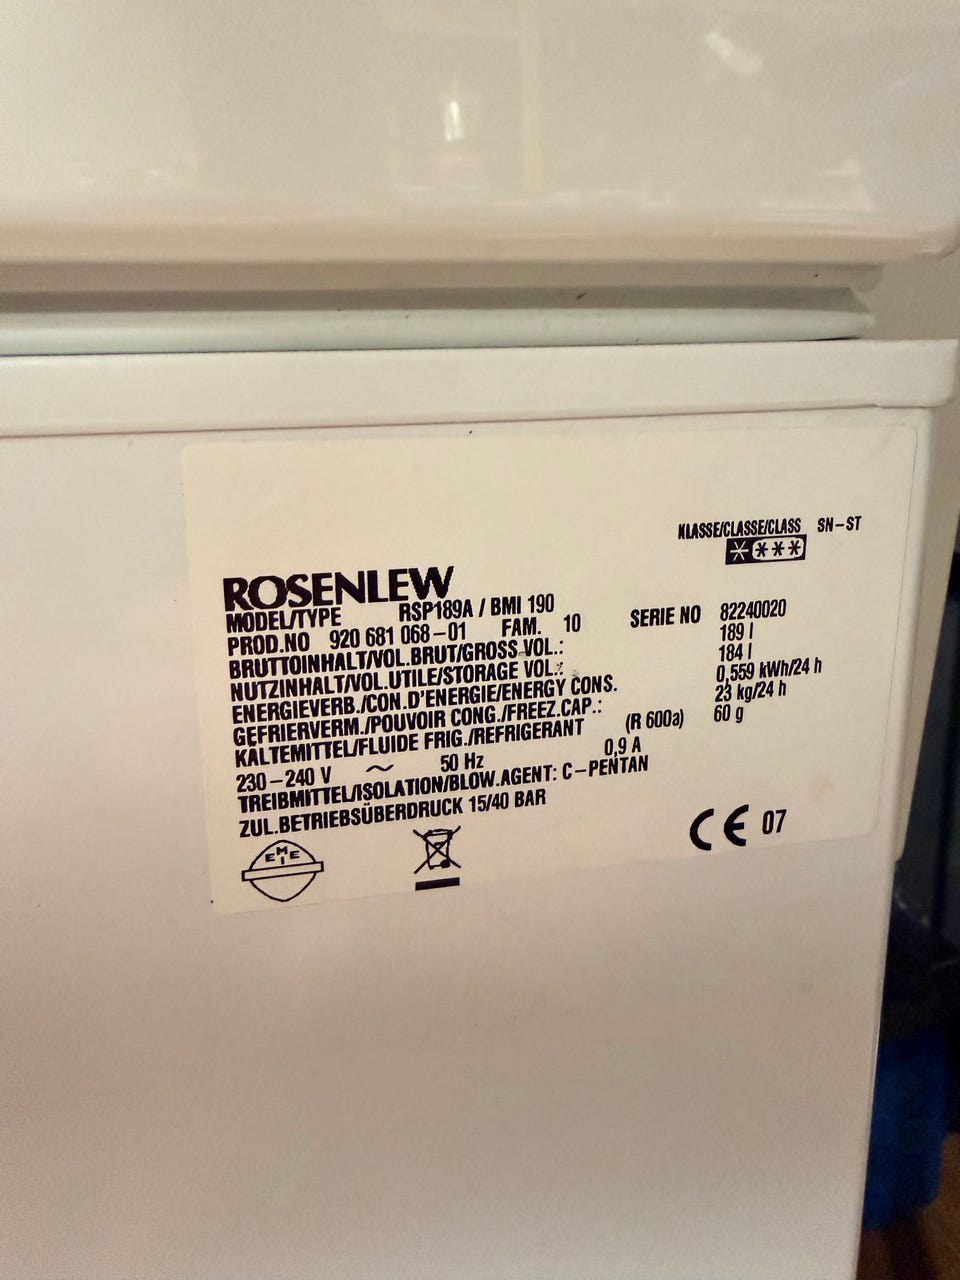 KLASSE/CLASSE/CLASS SN-ST
ROSENLEW
MODEL/TYPE RSP189A / BMI 190
PROD.NO 920 681 068-01 FAM. 10 SERIE NO 82240020
BRUTTOINHALT/VOL.BRUT/GROSS VOL.: 189 l
NUTZINHALT/VOL.UTILE/STORAGE VOL.: 184 l
ENERGIEVERB./CON.D'ENERGIE/ENERGY CONS. 0,559 kWh/24 h
GEFRIERVERM./POUVOIR CONG./FREEZ.CAP.: 23 kg/24 h
KÄLTEMITTEL/FLUIDE FRIG./REFRIGERANT (R 600a) 60 g
230-240 V ~ 50 Hz 0,9 A
TREIBMITTEL/ISOLATION/BLOW.AGENT: C-PENTAN
ZUL.BETRIEBSÜBERDRUCK 15/40 BAR
CE 07